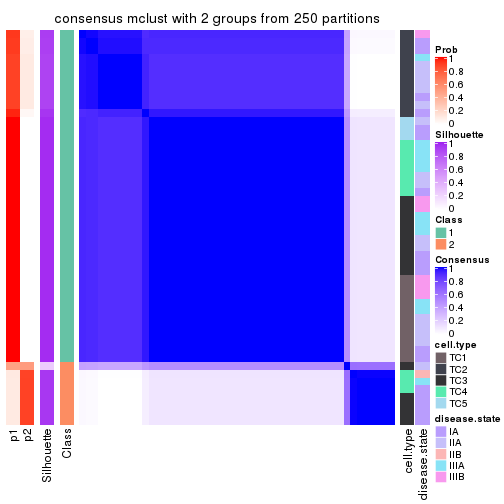 consensus mclust with 2 groups from 250 partitions
Prob
1
0.8
0.6
0.4
0.2
0
Silhouette
1
0.8
0.6
0.4
0.2
0
Class
1
2
Consensus
1
0.8
0.6
0.4
0.2
0
cell.type
TC1
TC2
TC3
TC4
TC5
disease.state
IA
IIA
IIB
IIIA
IIIB
p1
p2
Silhouette
Class
cell.type
disease.state